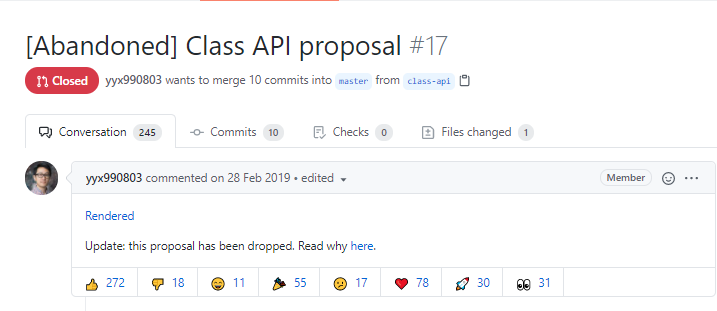 [Abandoned] Class API proposal #17
Closed yyx990803 wants to merge 10 commits into master from class-api
Conversation 245 Commits 10 Checks 0 Files changed 1
yyx990803 commented on 28 Feb 2019 • edited Member
Rendered
Update: this proposal has been dropped. Read why here.
272 18 11 55 17 78 30 31